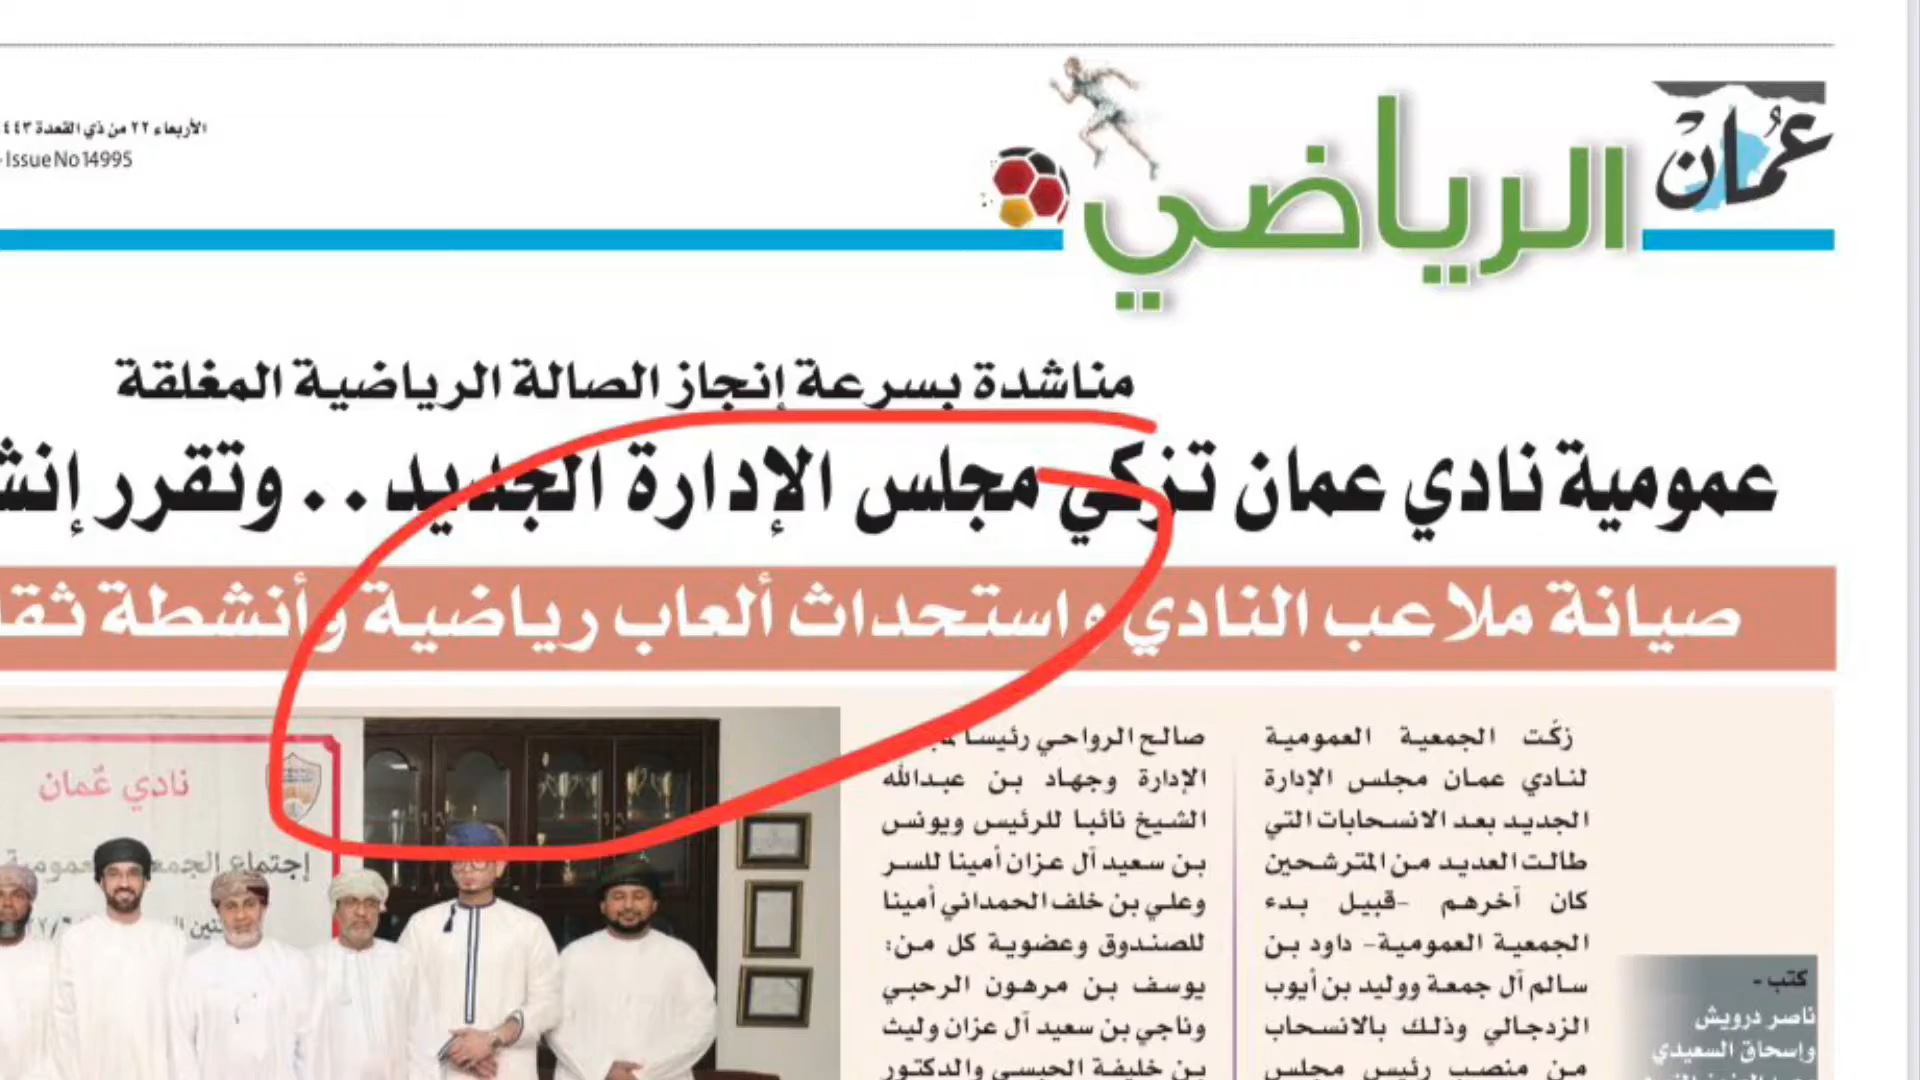 عُمان
الرياضي
الأربعاء ٢٢ من ذي القعدة ٤٤٣
Issue No 14995
مناشدة بسرعة إنجاز الصالة الرياضية المغلقة
عمومية نادي عمان تزكي مجلس الإدارة الجديد . . وتقرر
صيانة ملاعب النادي واستحداث ألعاب رياضية وأنشطة
زكّت الجمعية العمومية
لنادي عمان مجلس الإدارة
الجديد بعد الانسحابات التي
طالت العديد من المترشحين
كان آخرهم -قبيل بدء
الجمعية العمومية- داود بن
سالم آل جمعة ووليد بن أيوب
الزدجالي وذلك بالانسحاب
من منصب رئيس مجلس
صالح الرواحي رئيسا
الإدارة وجهاد بن عبدالله
الشيخ نائبا للرئيس ويونس
بن سعيد آل عزان أمينا للسر
وعلي بن خلف الحمداني أمينا
للصندوق وعضوية كل من:
يوسف بن مرهون الرحبي
وناجي بن سعيد آل عزان وليث
بن خليفة الحبسي والدكتور
كتب -
ناصر درويش
وإسحاق السعيدي
نادي عُمان
إجتماع